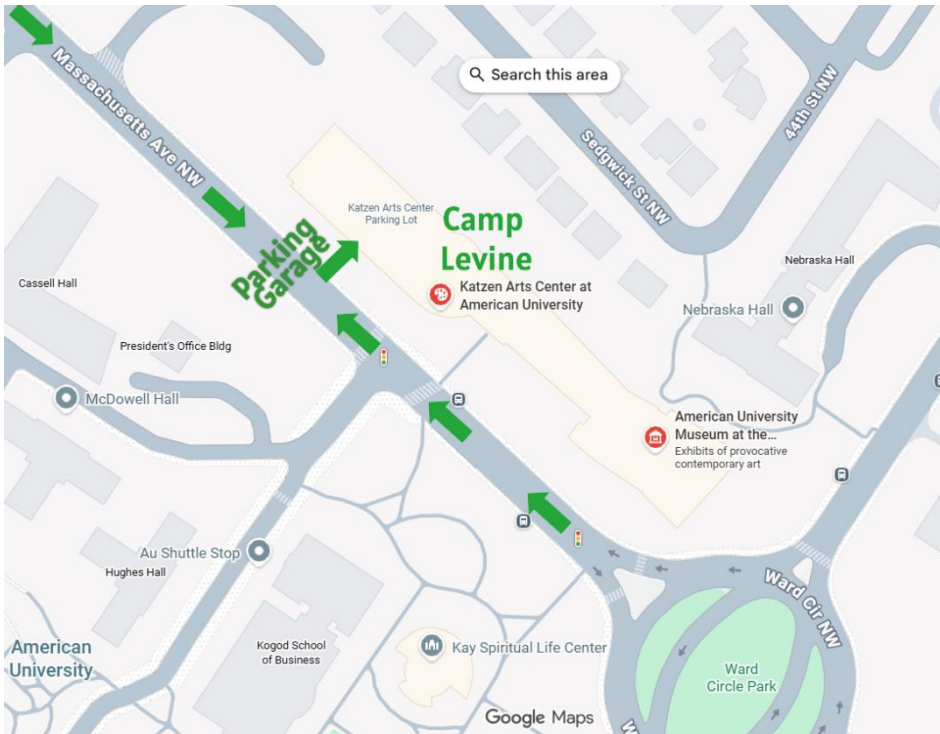 Massachusetts Ave NW
Search this area
44th St NW
Sedgwick St NW
Katzen Arts Center
Parking Lot
Camp
Levine
Parking
Garage
Katzen Arts Center at
American University
Nebraska Hall
Nebraska Hall
Cassell Hall
President's Office Bldg
McDowell Hall
American University
Museum at the...
Exhibits of provocative
contemporary art
Au Shuttle Stop
Hughes Hall
Ward Cir NW
American
University
Kogod School
of Business
Kay Spiritual Life Center
Ward
Circle Park
Google Maps
W